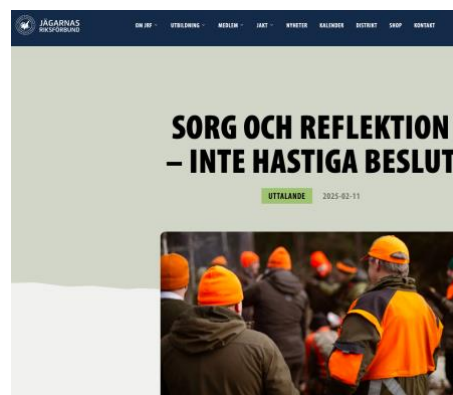 JÄGARNAS
RIKSFÖRBUND
OM JRF UTBILDNING MEDLEM JAKT NYHETER KALENDER DISTRIKT SHOP KONTAKT
SORG OCH REFLEKTION
– INTE HASTIGA BESLUT
UTTALANDE 2025-02-11